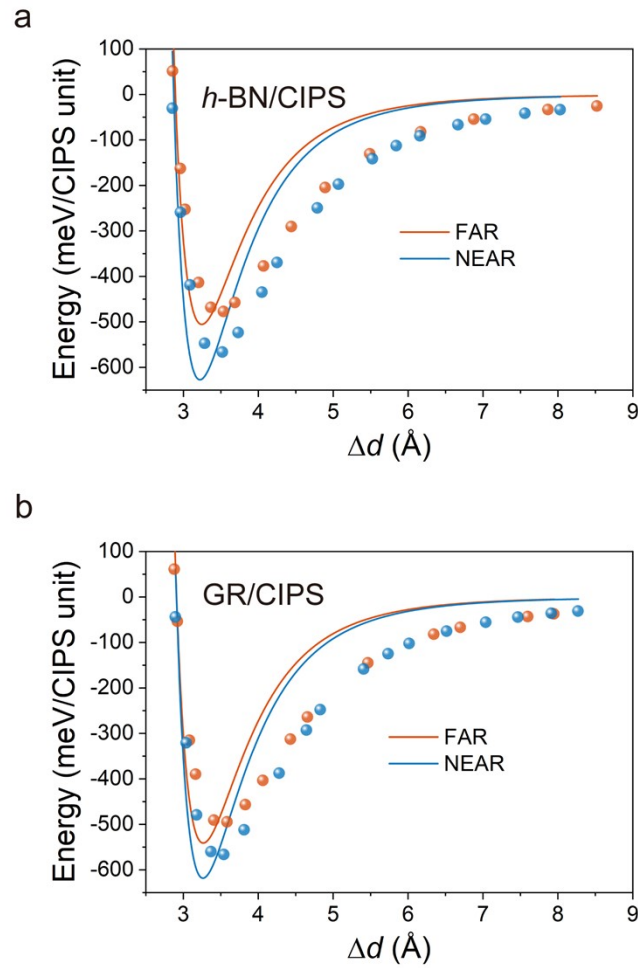 a
100
0
-100
-200
-300
-400
-500
-600
Energy (meV/CIPS unit)
h-BN/CIPS
FAR
NEAR
3 4 5 6 7 8 9
Δd (Å)
b
100
0
-100
-200
-300
-400
-500
-600
Energy (meV/CIPS unit)
GR/CIPS
FAR
NEAR
3 4 5 6 7 8 9
Δd (Å)